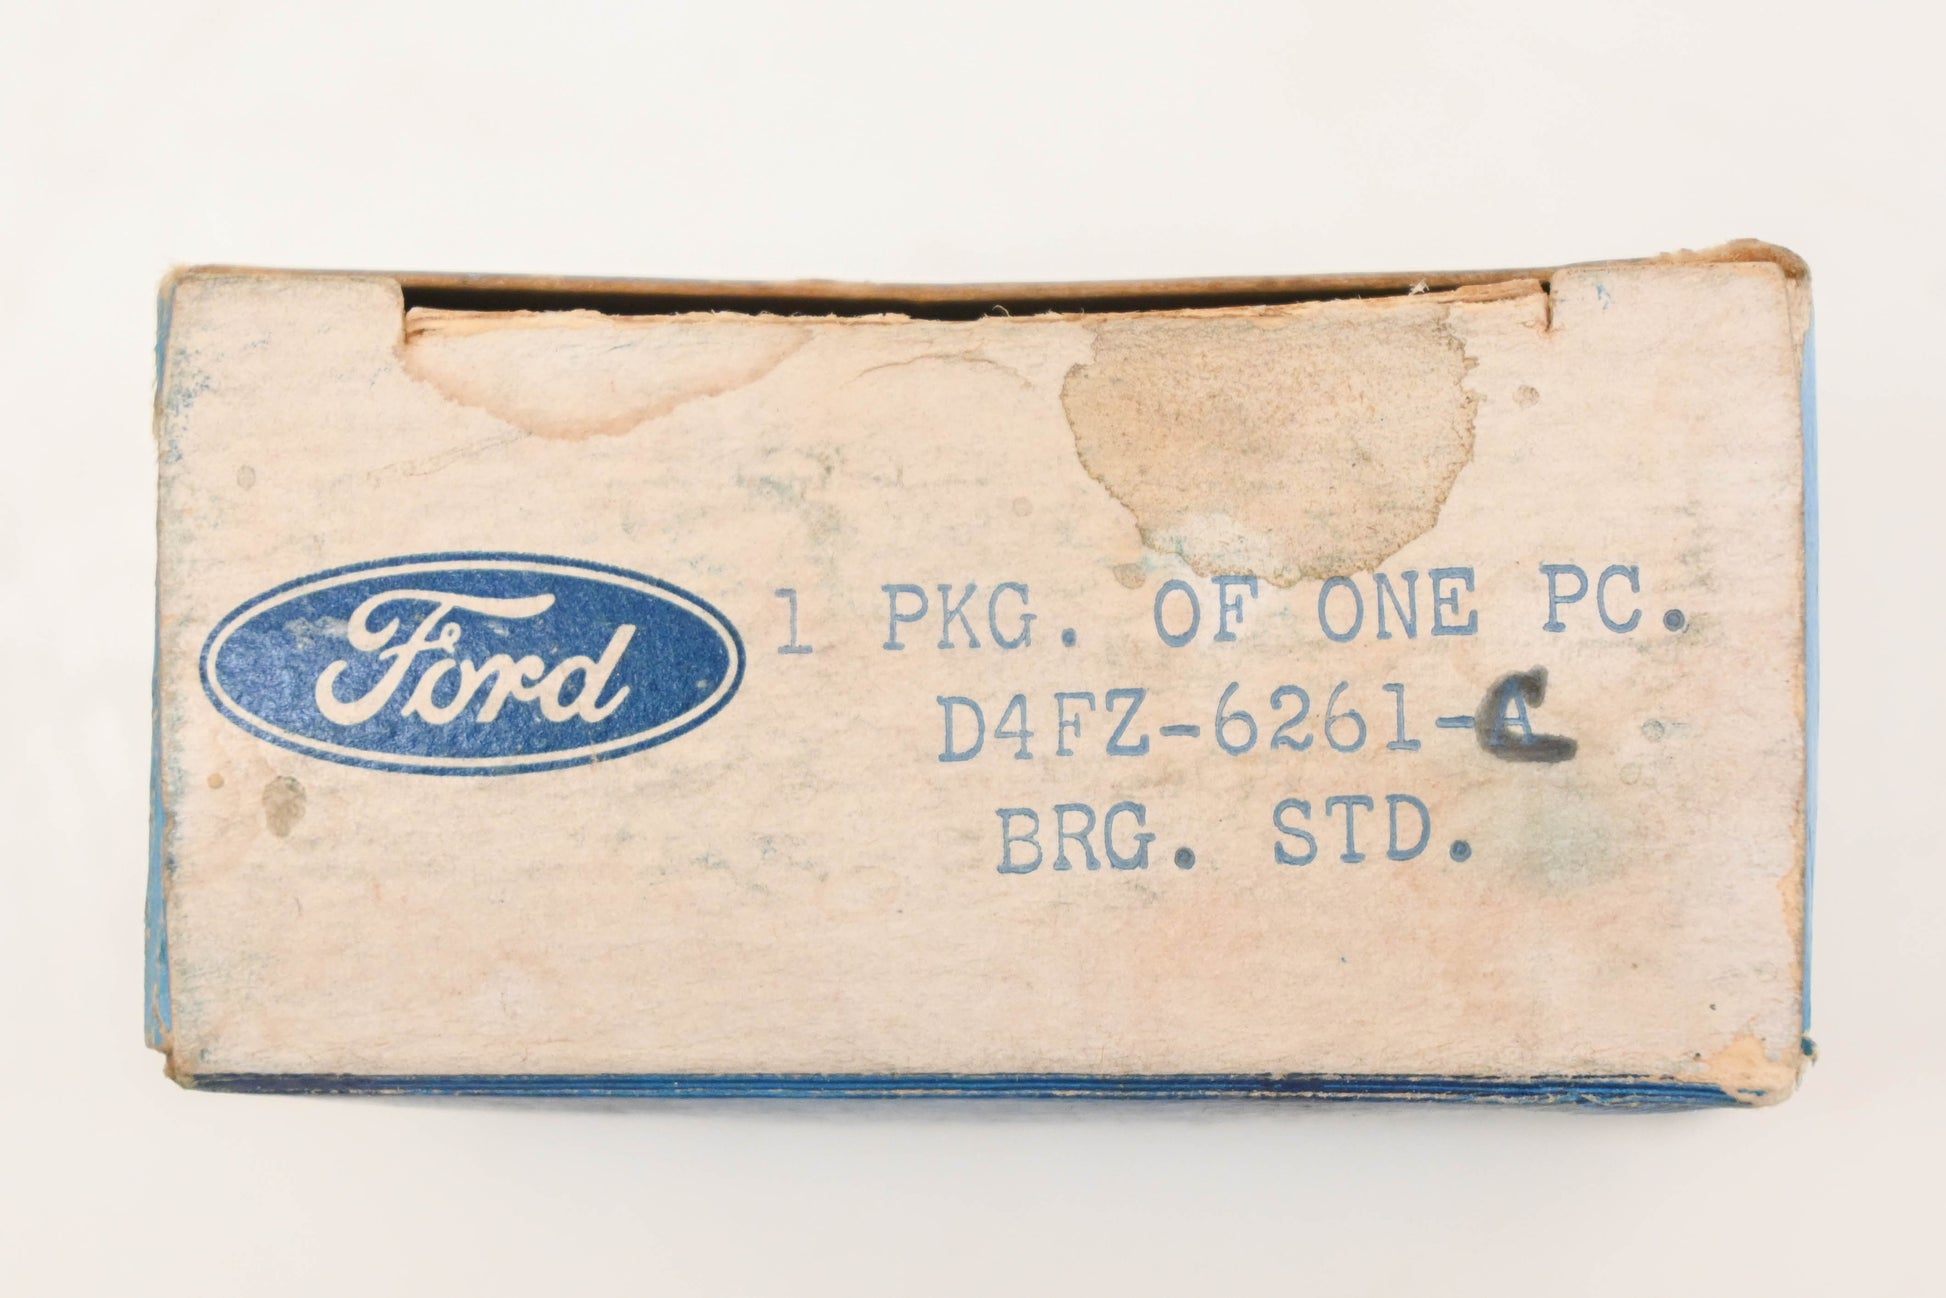 Ford
1 PKG. OF ONE PC.
D4FZ-6261-C
BRG. STD.